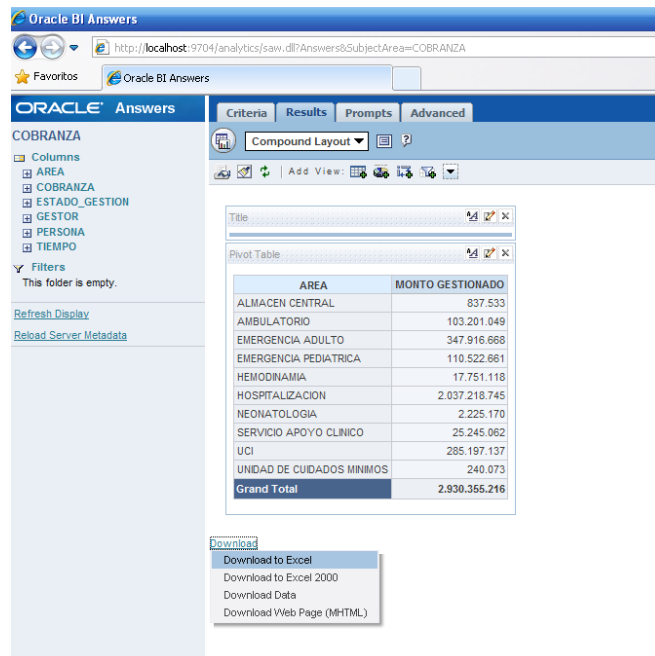 Oracle BI Answers
http://localhost:9704/analytics/saw.dll?Answers&SubjectArea=COBRANZA
Favoritos
Oracle BI Answers
ORACLE® Answers
COBRANZA
Columns
AREA
COBRANZA
ESTADO_GESTION
GESTOR
PERSONA
TIEMPO
Filters
This folder is empty.
Refresh Display
Reload Server Metadata
Criteria Results Prompts Advanced
Compound Layout
Add View:
Title
Pivot Table
AREA MONTO GESTIONADO
ALMACEN CENTRAL 837.533
AMBULATORIO 103.201.049
EMERGENCIA ADULTO 347.916.668
EMERGENCIA PEDIATRICA 110.522.661
HEMODINAMIA 17.751.118
HOSPITALIZACION 2.037.218.745
NEONATOLOGIA 2.225.170
SERVICIO APOYO CLINICO 25.245.062
UCI 285.197.137
UNIDAD DE CUIDADOS MINIMOS 240.073
Grand Total 2.930.355.216
Download
Download to Excel
Download to Excel 2000
Download Data
Download Web Page (MHTML)